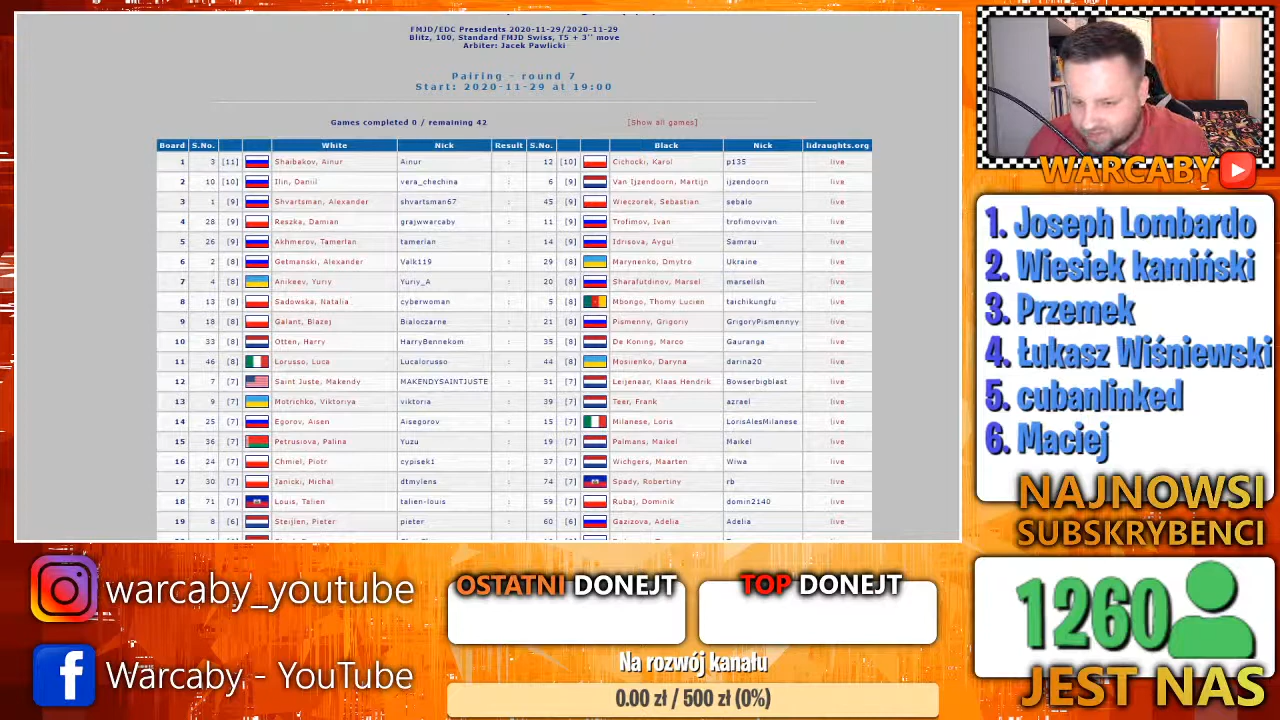 FMJD/EDC Presidents 2020-11-29/2020-11-29
Blitz, 100, Standard FMJD Swiss, T5 + 3'' move
Arbiter: Jacek Pawlicki
Pairing - round 7
Start: 2020-11-29 at 19:00
Games completed 0 / remaining 42 [Show all games]
Board S.No. White Nick Result S.No. Black Nick lidraughts.org
1 3 [11] Shaibakov, Ainur Ainur : 12 [10] Cichocki, Karol p135 live
2 10 [10] Ilin, Daniil vera_chechina : 6 [9] Van Ijzendoorn, Martijn ijzendoorn live
3 1 [9] Shvartsman, Alexander shvartsman67 : 45 [9] Wieczorek, Sebastian sebalo live
4 28 [9] Reszka, Damian grajwwarcaby : 11 [9] Trofimov, Ivan trofimovivan live
5 26 [9] Akhmerov, Tamerlan tamerlan : 14 [9] Idrisova, Aygul Samrau live
6 2 [8] Getmanski, Alexander Valk119 : 29 [8] Marynenko, Dmytro Ukraine live
7 4 [8] Anikeev, Yuriy Yuriy_A : 20 [8] Sharafutdinov, Marsel marsellsh live
8 13 [8] Sadowska, Natalia cyberwoman : 5 [8] Mbongo, Thomy Lucien taichikungfu live
9 18 [8] Galant, Blazej Bialoczarne : 21 [8] Pismenny, Grigoriy GrigoryPismennyy live
10 33 [8] Otten, Harry HarryBennekom : 35 [8] De Koning, Marco Gauranga live
11 46 [8] Lorusso, Luca Lucalorusso : 44 [8] Mosiienko, Daryna darina20 live
12 7 [7] Saint Juste, Makendy MAKENDYSAINTJUSTE : 31 [7] Leijenaar, Klaas Hendrik Bowserbigblast live
13 9 [7] Motrichko, Viktoriya viktoria : 39 [7] Teer, Frank azrael live
14 25 [7] Egorov, Aisen Aisegorov : 15 [7] Milanese, Loris LorisAlesMilanese live
15 36 [7] Petrusiova, Palina Yuzu : 19 [7] Palmans, Maikel Maikel live
16 24 [7] Chmiel, Piotr cypisek1 : 37 [7] Wichgers, Maarten Wiwa live
17 30 [7] Janicki, Michal dtmylens : 74 [7] Spady, Robertiny rb live
18 71 [7] Louis, Talien talien-louis : 59 [7] Rubaj, Dominik domin2140 live
19 8 [6] Steijlen, Pieter pieter : 60 [6] Gazizova, Adelia Adelia live
WARCABY
1. Joseph Lombardo
2. Wiesiek kamiński
3. Przemek
4. Łukasz Wiśniewski
5. cubanlinked
6. Maciej
NAJNOWSI
SUBSKRYBENCI
1260
JEST NAS
warcaby_youtube
Warcaby - YouTube
OSTATNI DONEJT
TOP DONEJT
Na rozwój kanału
0.00 zł / 500 zł (0%)